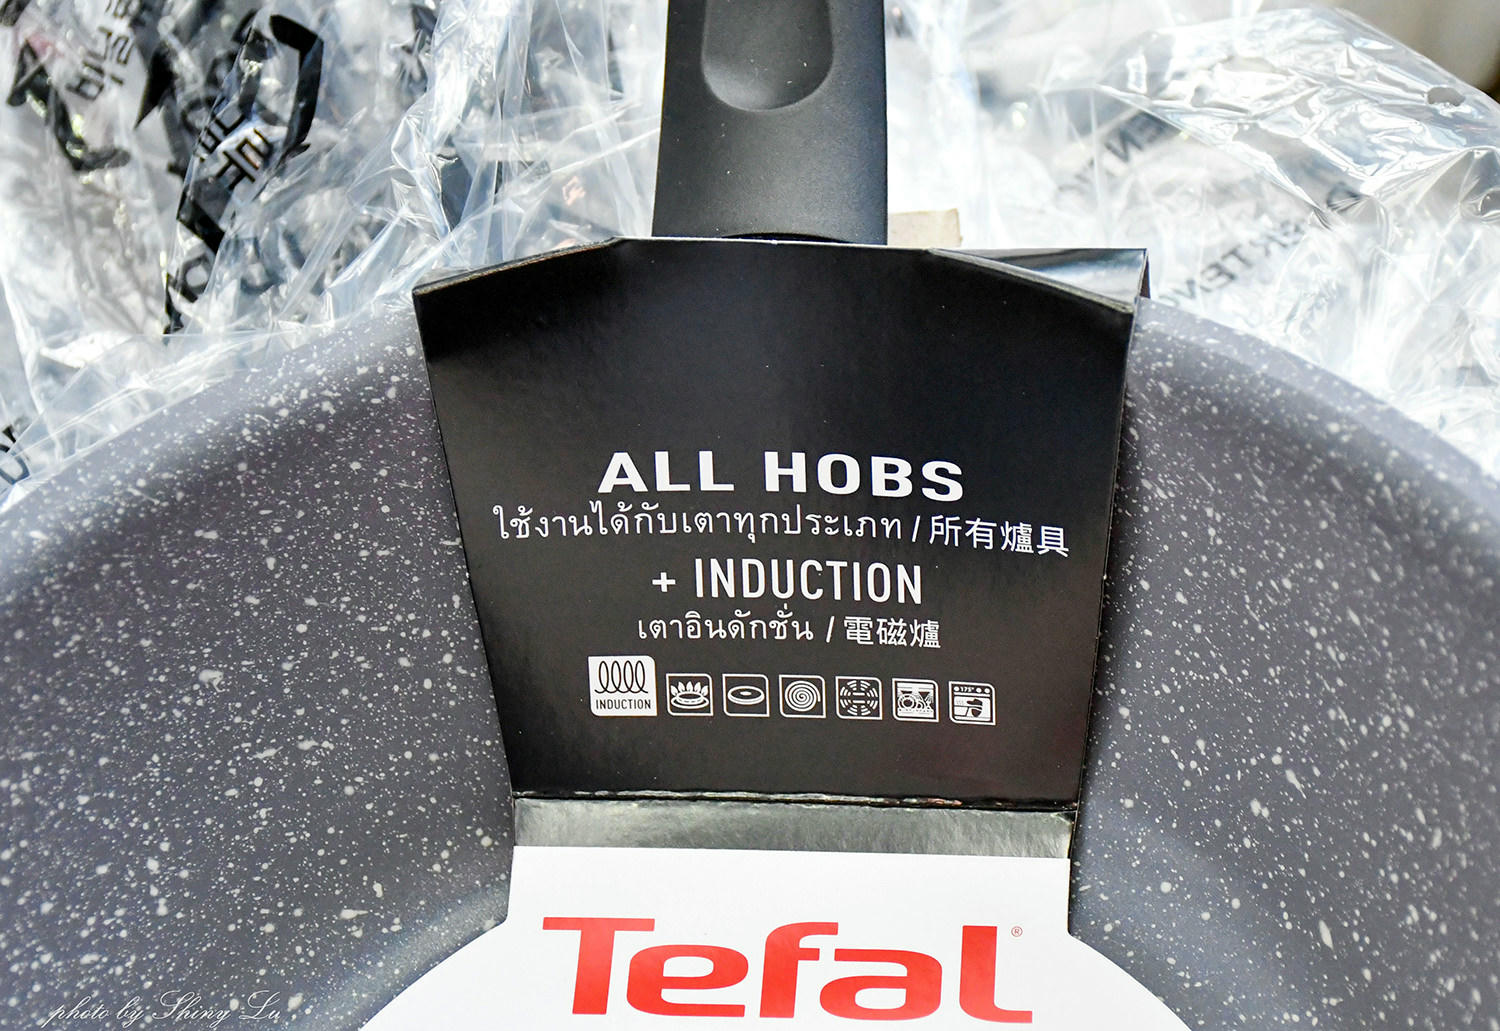 ALL HOBS
ใช้งานได้กับเตาทุกประเภท / 所有爐具
+ INDUCTION
เตาอินดักชั่น / 電磁爐
INDUCTION
175°
Tefal®
photo by Shiny Lu